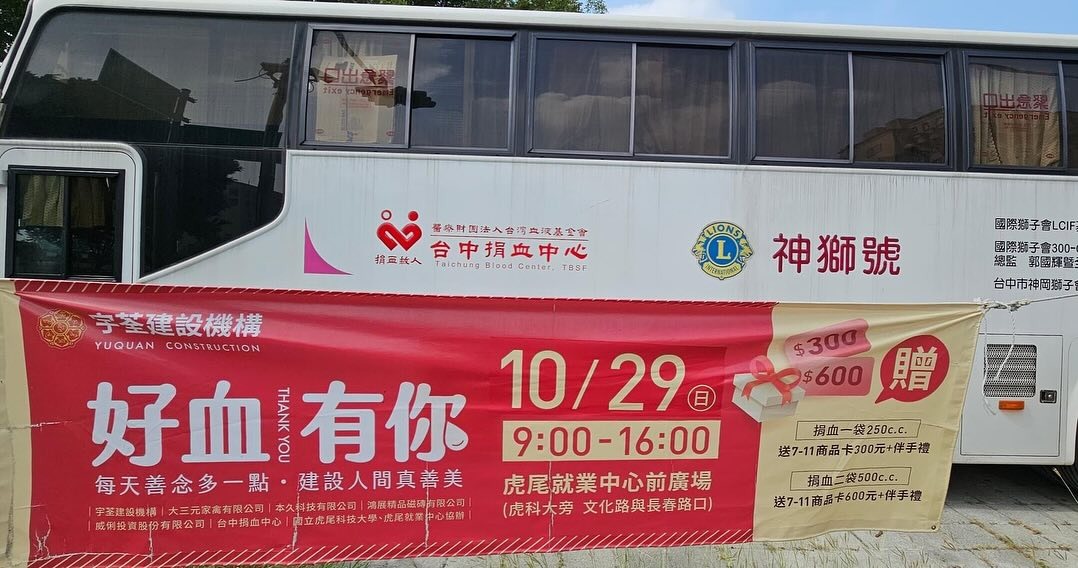 緊急出口
Emergency exit
緊急出口
Emergency exit
醫療財團法人台灣血液基金會
台中捐血中心
Taichung Blood Center, TBSF
捐血救人
LIONS
L
INTERNATIONAL
神獅號
國際獅子會LCIF
國際獅子會300-
總監 郭國輝暨
台中市神岡獅子會
宇荃建設機構
YUQUAN CONSTRUCTION
好血
THANK YOU
有你
每天善念多一點・建設人間真善美
宇荃建設機構｜大三元家禽有限公司｜本久科技有限公司｜鴻展精品磁磚有限公司
威俐投資股份有限公司｜台中捐血中心｜國立虎尾科技大學、虎尾就業中心協辦
10/29 日
9:00-16:00
虎尾就業中心前廣場
(虎科大旁 文化路與長春路口)
$300
$600
贈
捐血一袋250c.c.
送7-11商品卡300元+伴手禮
捐血二袋500c.c.
送7-11商品卡600元+伴手禮